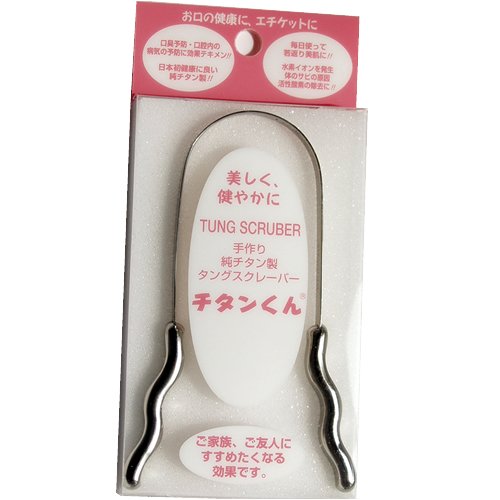 お口の健康に、エチケットに
口臭予防・口腔内の
病気の予防に効果テキメン!!
日本初健康に良い
純チタン製!!
毎日使って
若返り美肌に!!
水素イオンを発生
体のサビの原因
活性酸素の除去に!!
美しく、
健やかに
TUNG SCRUBER
手作り
純チタン製
タングスクレーパー
チタンくん®
ご家族、ご友人に
すすめたくなる
効果です。